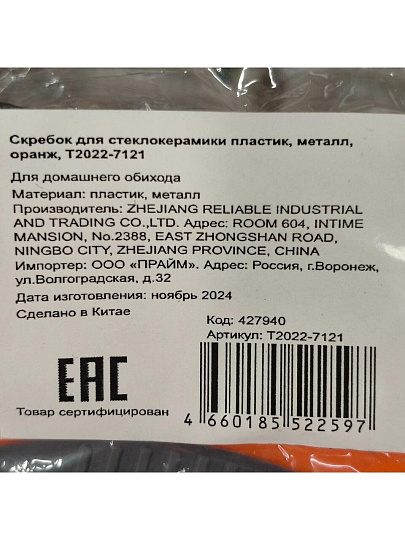 Скребок для стеклокерамики пластик, металл,
оранж, T2022-7121
Для домашнего обихода
Материал: пластик, металл
Производитель: ZHEJIANG RELIABLE INDUSTRIAL
AND TRADING CO.,LTD. Адрес: ROOM 604, INTIME
MANSION, No.2388, EAST ZHONGSHAN ROAD,
NINGBO CITY, ZHEJIANG PROVINCE, CHINA
Импортер: ООО «ПРАЙМ». Адрес: Россия, г.Воронеж,
ул.Волгоградская, д.32
Дата изготовления: ноябрь 2024
Сделано в Китае
Код: 427940
Артикул: T2022-7121
EAC
Товар сертифицирован
4 660185 522597